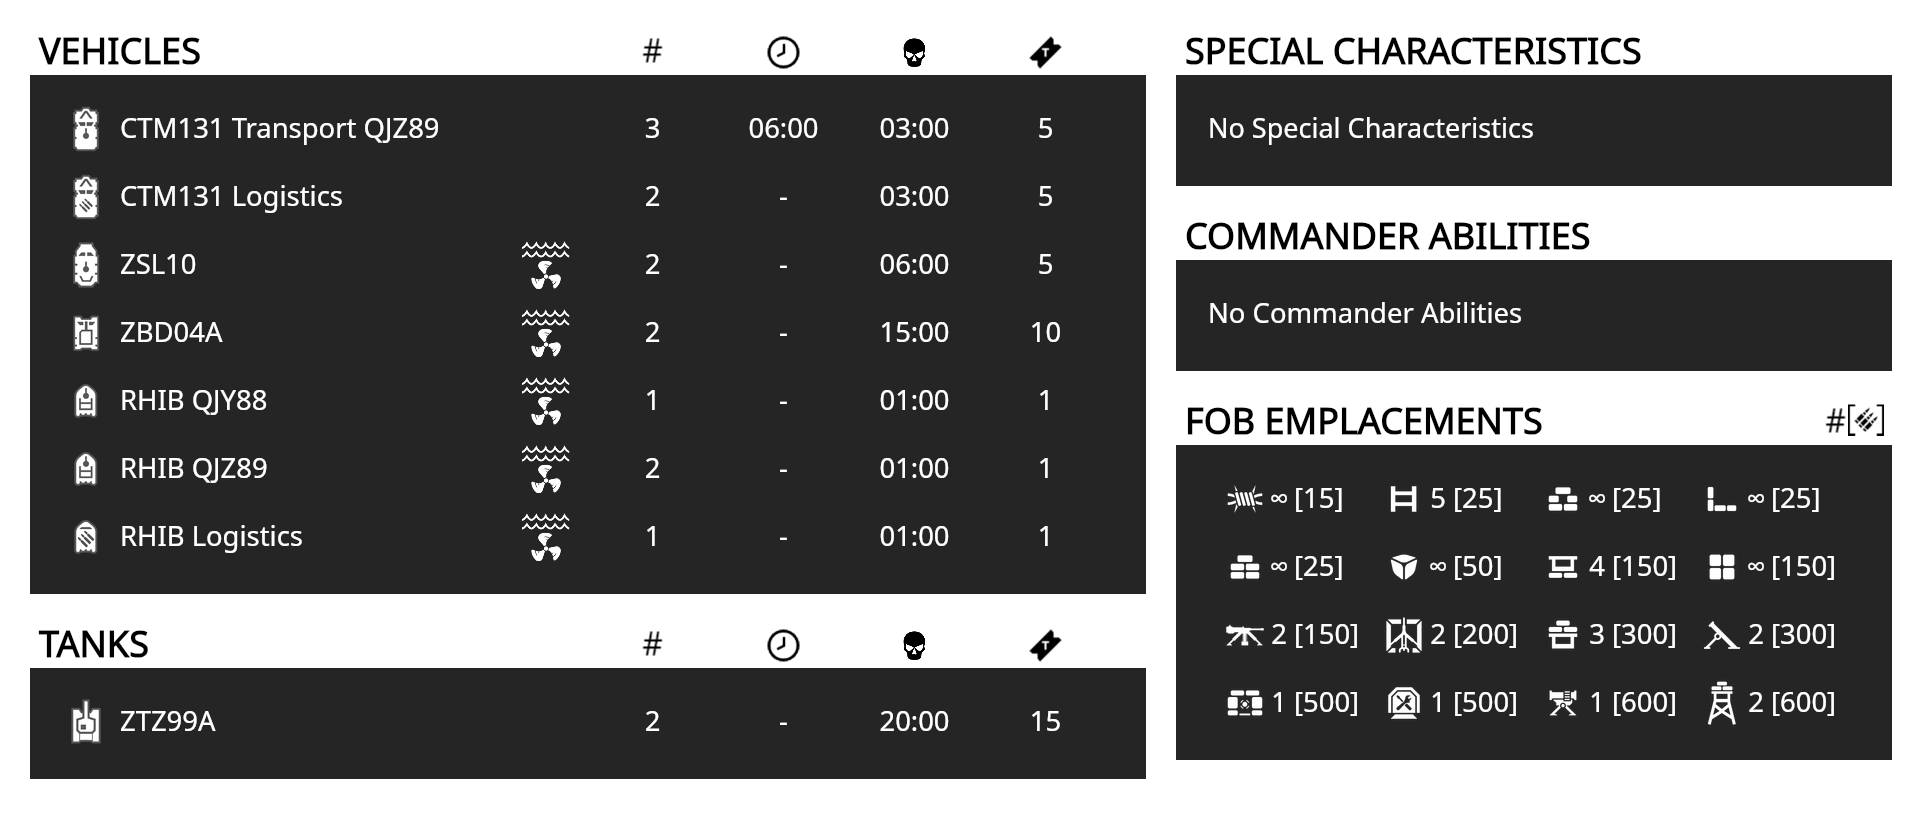 VEHICLES #
CTM131 Transport QJZ89 3 06:00 03:00 5
CTM131 Logistics 2 - 03:00 5
ZSL10 2 - 06:00 5
ZBD04A 2 - 15:00 10
RHIB QJY88 1 - 01:00 1
RHIB QJZ89 2 - 01:00 1
RHIB Logistics 1 - 01:00 1
TANKS #
ZTZ99A 2 - 20:00 15
SPECIAL CHARACTERISTICS
No Special Characteristics
COMMANDER ABILITIES
No Commander Abilities
FOB EMPLACEMENTS #[]
∞ [15] 5 [25] ∞ [25] ∞ [25]
∞ [25] ∞ [50] 4 [150] ∞ [150]
2 [150] 2 [200] 3 [300] 2 [300]
1 [500] 1 [500] 1 [600] 2 [600]